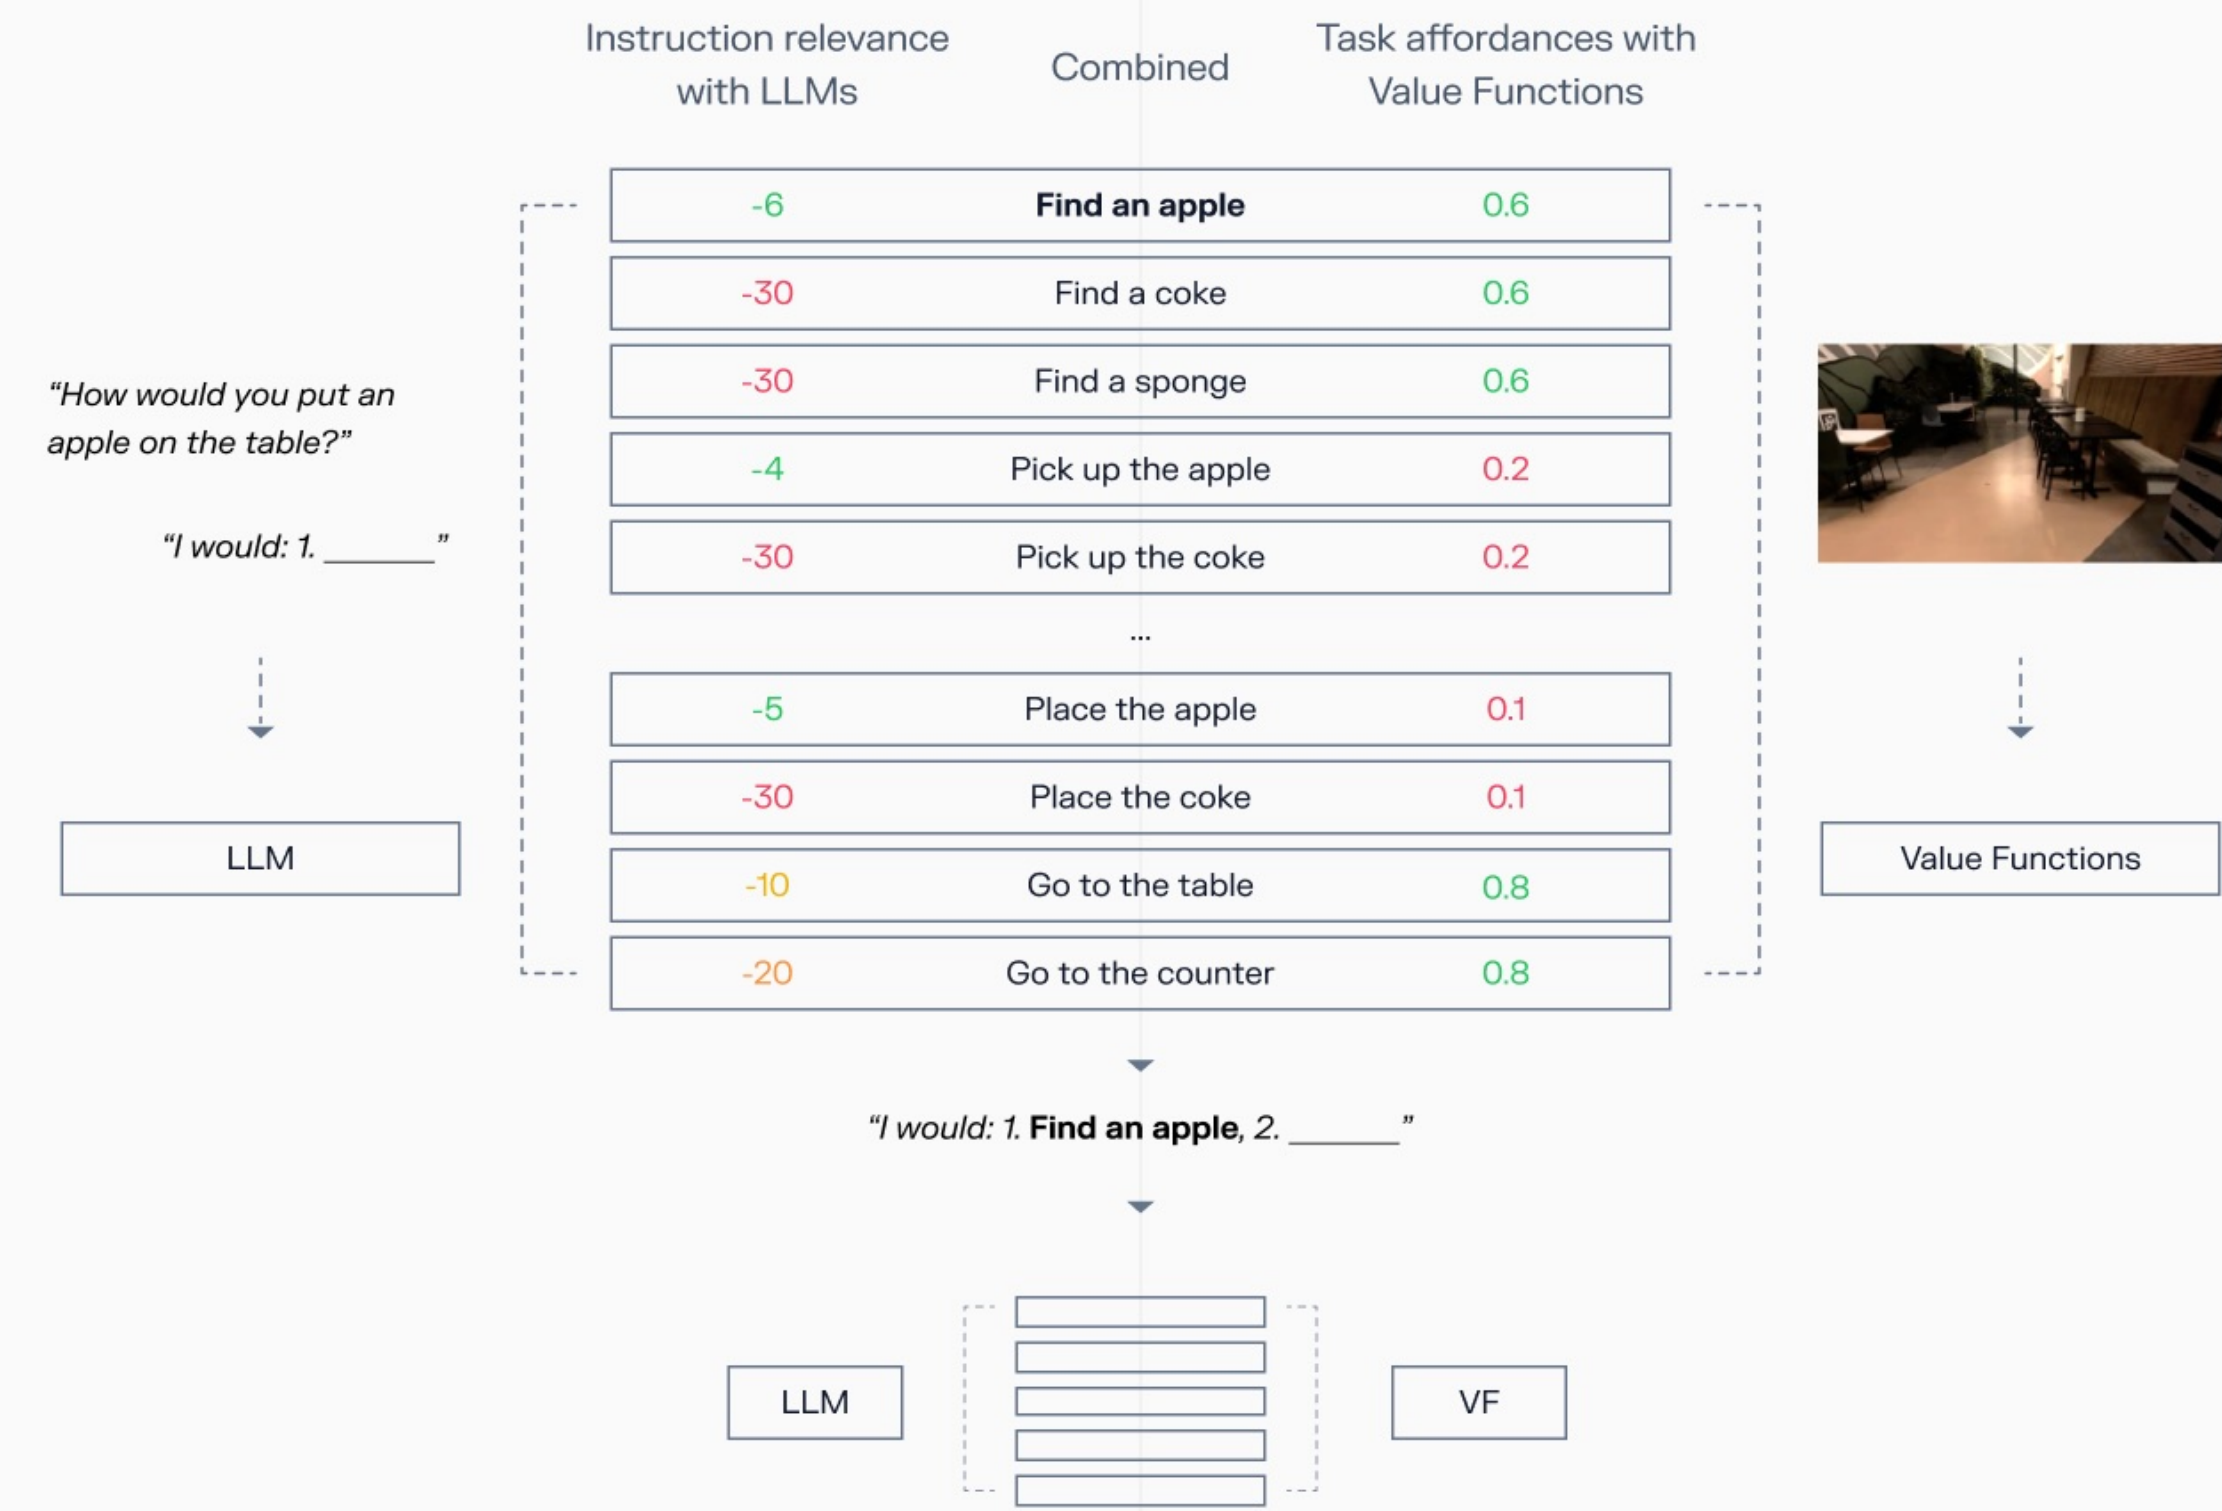 Instruction relevance
with LLMs
Combined
Task affordances with
Value Functions
-6 Find an apple 0.6
-30 Find a coke 0.6
-30 Find a sponge 0.6
-4 Pick up the apple 0.2
-30 Pick up the coke 0.2
...
-5 Place the apple 0.1
-30 Place the coke 0.1
-10 Go to the table 0.8
-20 Go to the counter 0.8
“How would you put an
apple on the table?”
“I would: 1. ______”
LLM
Value Functions
“I would: 1. Find an apple, 2. ______”
LLM
VF